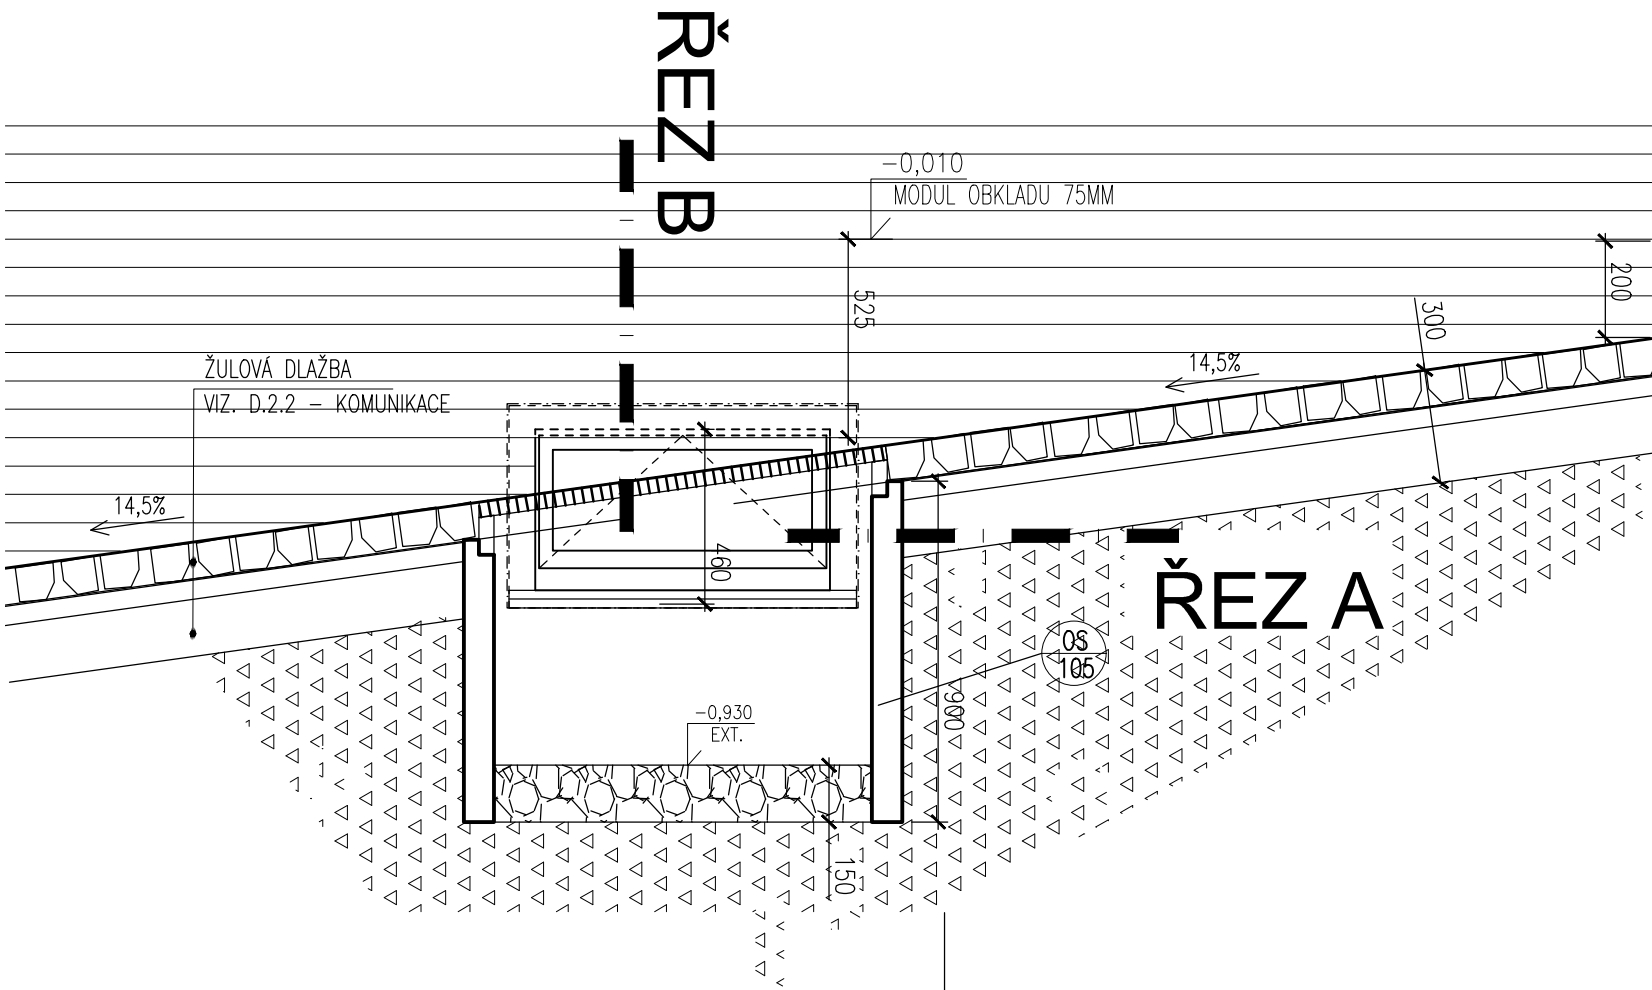 ŘEZ B
-0,010
MODUL OBKLADU 75MM
525
200
300
14,5%
ŽULOVÁ DLAŽBA
VIZ. D.2.2 - KOMUNIKACE
14,5%
460
ŘEZ A
OS
105
900
-0,930
EXT.
150